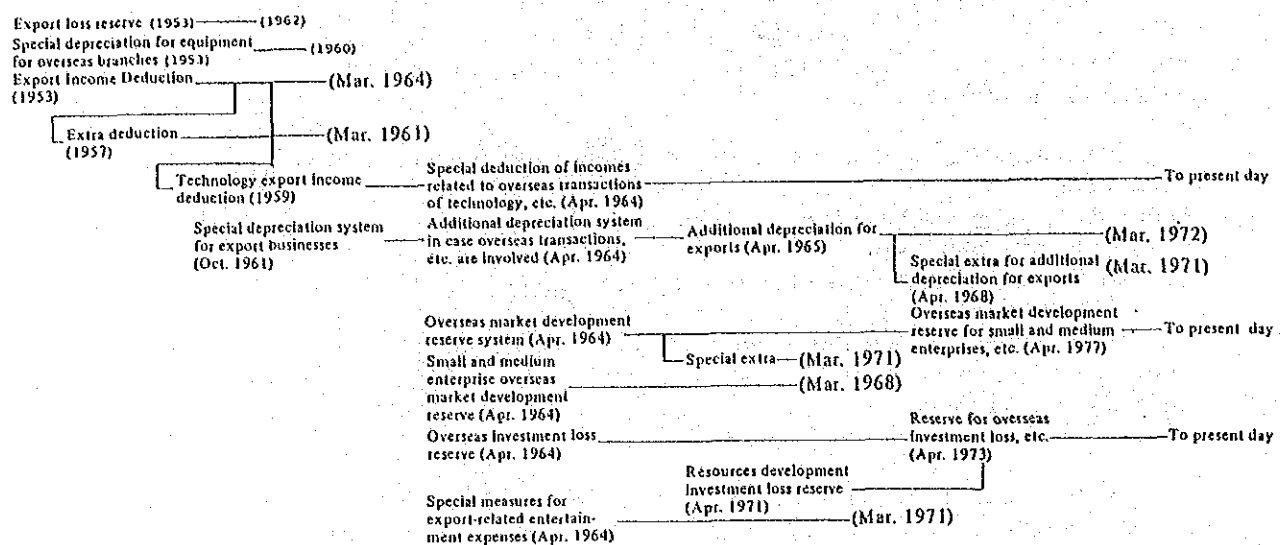 Export loss reserve (1953) (1962)
Special depreciation for equipment
for overseas branches (1953) (1960)
Export Income Deduction (Mar. 1964)
(1953)
Extra deduction (Mar. 1961)
(1957)
Technology export income
deduction (1959)
Special deduction of incomes
related to overseas transactions
of technology, etc. (Apr. 1964)
To present day
Special depreciation system
for export businesses
(Oct. 1961)
Additional depreciation system
in case overseas transactions,
etc. are involved (Apr. 1964)
Additional depreciation for
exports (Apr. 1965)
(Mar. 1972)
Special extra for additional
depreciation for exports
(Apr. 1968)
(Mar. 1971)
Overseas market development
reserve system (Apr. 1964)
Overseas market development
reserve for small and medium
enterprises, etc. (Apr. 1977)
To present day
Special extra (Mar. 1971)
Small and medium
enterprise overseas
market development
reserve (Apr. 1964)
(Mar. 1968)
Overseas Investment loss
reserve (Apr. 1964)
Reserve for overseas
Investment loss, etc.
(Apr. 1973)
To present day
Resources development
Investment loss reserve
(Apr. 1971)
Special measures for
export-related entertain-
ment expenses (Apr. 1964)
(Mar. 1971)